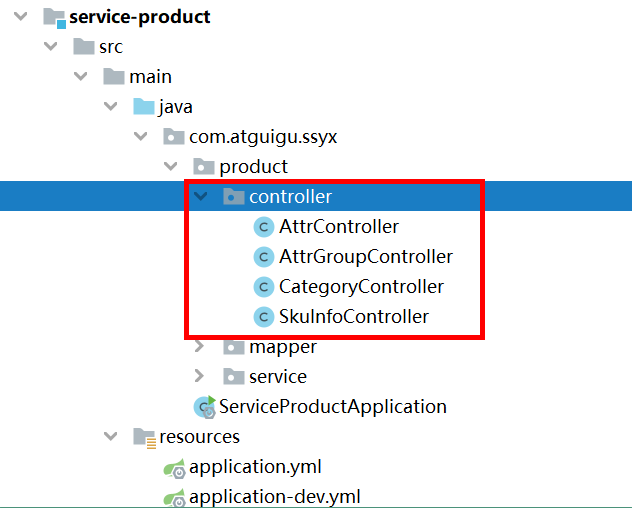 service-product
src
main
java
com.atguigu.ssyx
product
controller
AttrController
AttrGroupController
CategoryController
SkuInfoController
mapper
service
ServiceProductApplication
resources
application.yml
application-dev.yml